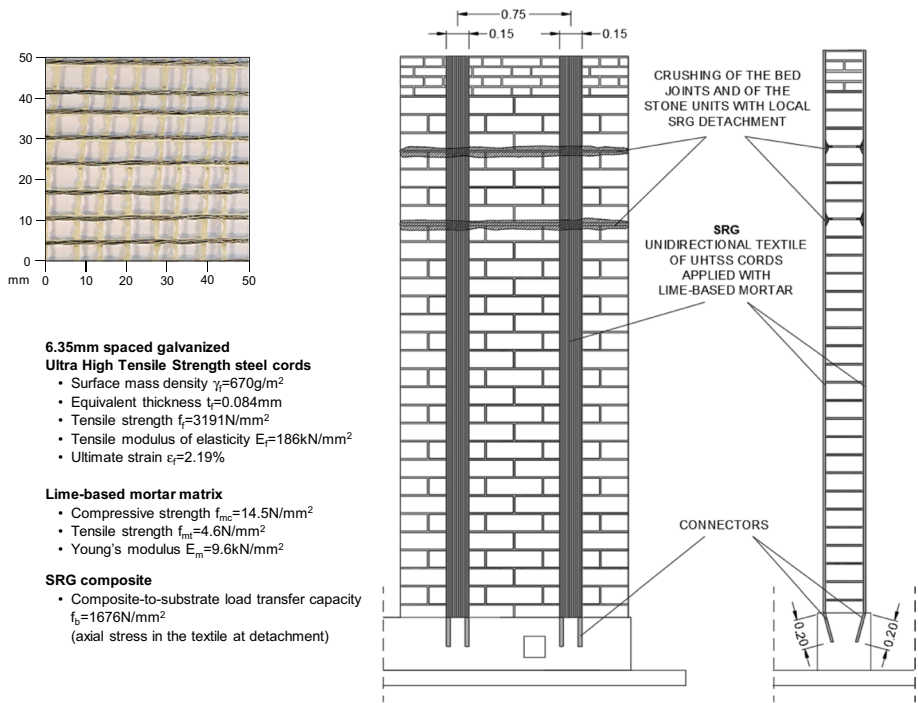 0.75
0.15
0.15
50
40
30
20
10
0
mm
0
10
20
30
40
50
CRUSHING OF THE BED
JOINTS AND OF THE
STONE UNITS WITH LOCAL
SRG DETACHMENT
SRG
UNIDIRECTIONAL TEXTILE
OF UHTSS CORDS
APPLIED WITH
LIME-BASED MORTAR
6.35mm spaced galvanized
Ultra High Tensile Strength steel cords
• Surface mass density γf=670g/m²
• Equivalent thickness tf=0.084mm
• Tensile strength ff=3191N/mm²
• Tensile modulus of elasticity Ef=186kN/mm²
• Ultimate strain εf=2.19%
Lime-based mortar matrix
• Compressive strength fmc=14.5N/mm²
• Tensile strength fmt=4.6N/mm²
• Young's modulus Em=9.6kN/mm²
SRG composite
• Composite-to-substrate load transfer capacity
fb=1676N/mm²
(axial stress in the textile at detachment)
CONNECTORS
0.20
0.20